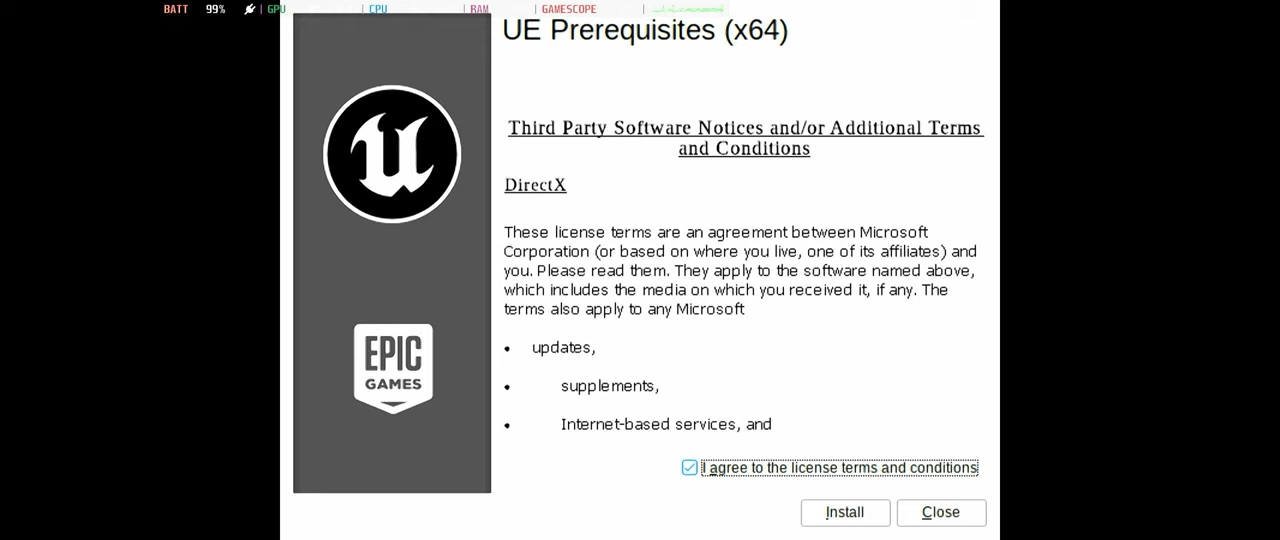 BATT 99% GPU CPU RAM GAMESCOPE
UE Prerequisites (x64)
Third Party Software Notices and/or Additional Terms
and Conditions
DirectX
These license terms are an agreement between Microsoft
Corporation (or based on where you live, one of its affiliates) and
you. Please read them. They apply to the software named above,
which includes the media on which you received it, if any. The
terms also apply to any Microsoft
• updates,
• supplements,
• Internet-based services, and
EPIC
GAMES
I agree to the license terms and conditions
Install Close